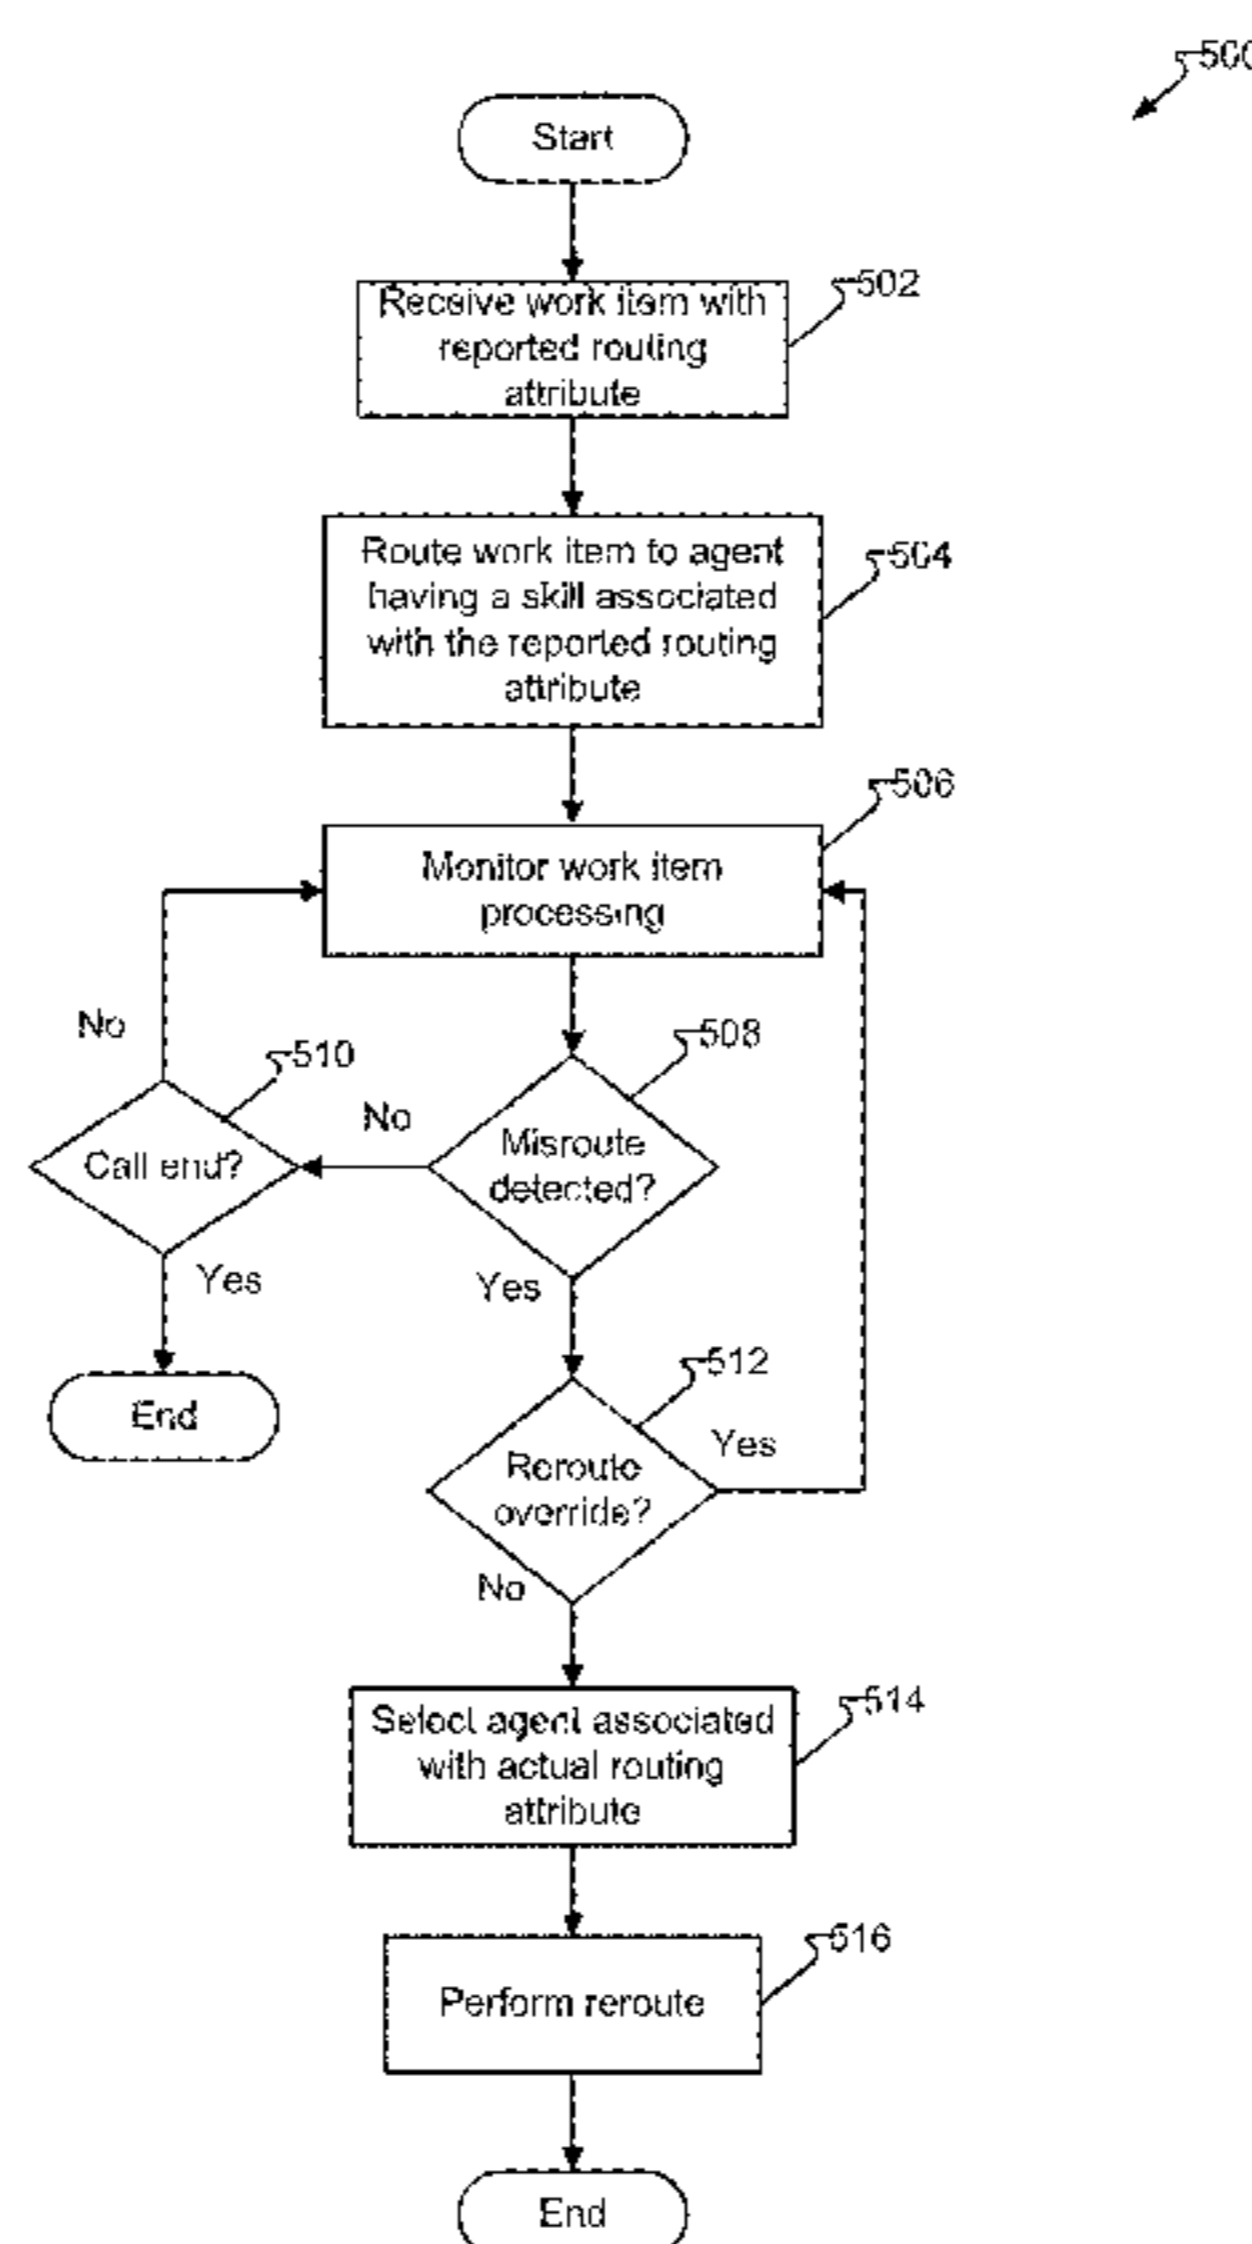 500
Start
Receive work item with
reported routing
attribute
502
Route work item to agent
having a skill associated
with the reported routing
attribute
504
506
Monitor work item
processing
No
510
508
No
Call end?
Misroute
detected?
Yes
Yes
End
512
Reroute
override?
Yes
No
Select agent associated
with actual routing
attribute
514
516
Perform reroute
End